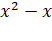 x² − x